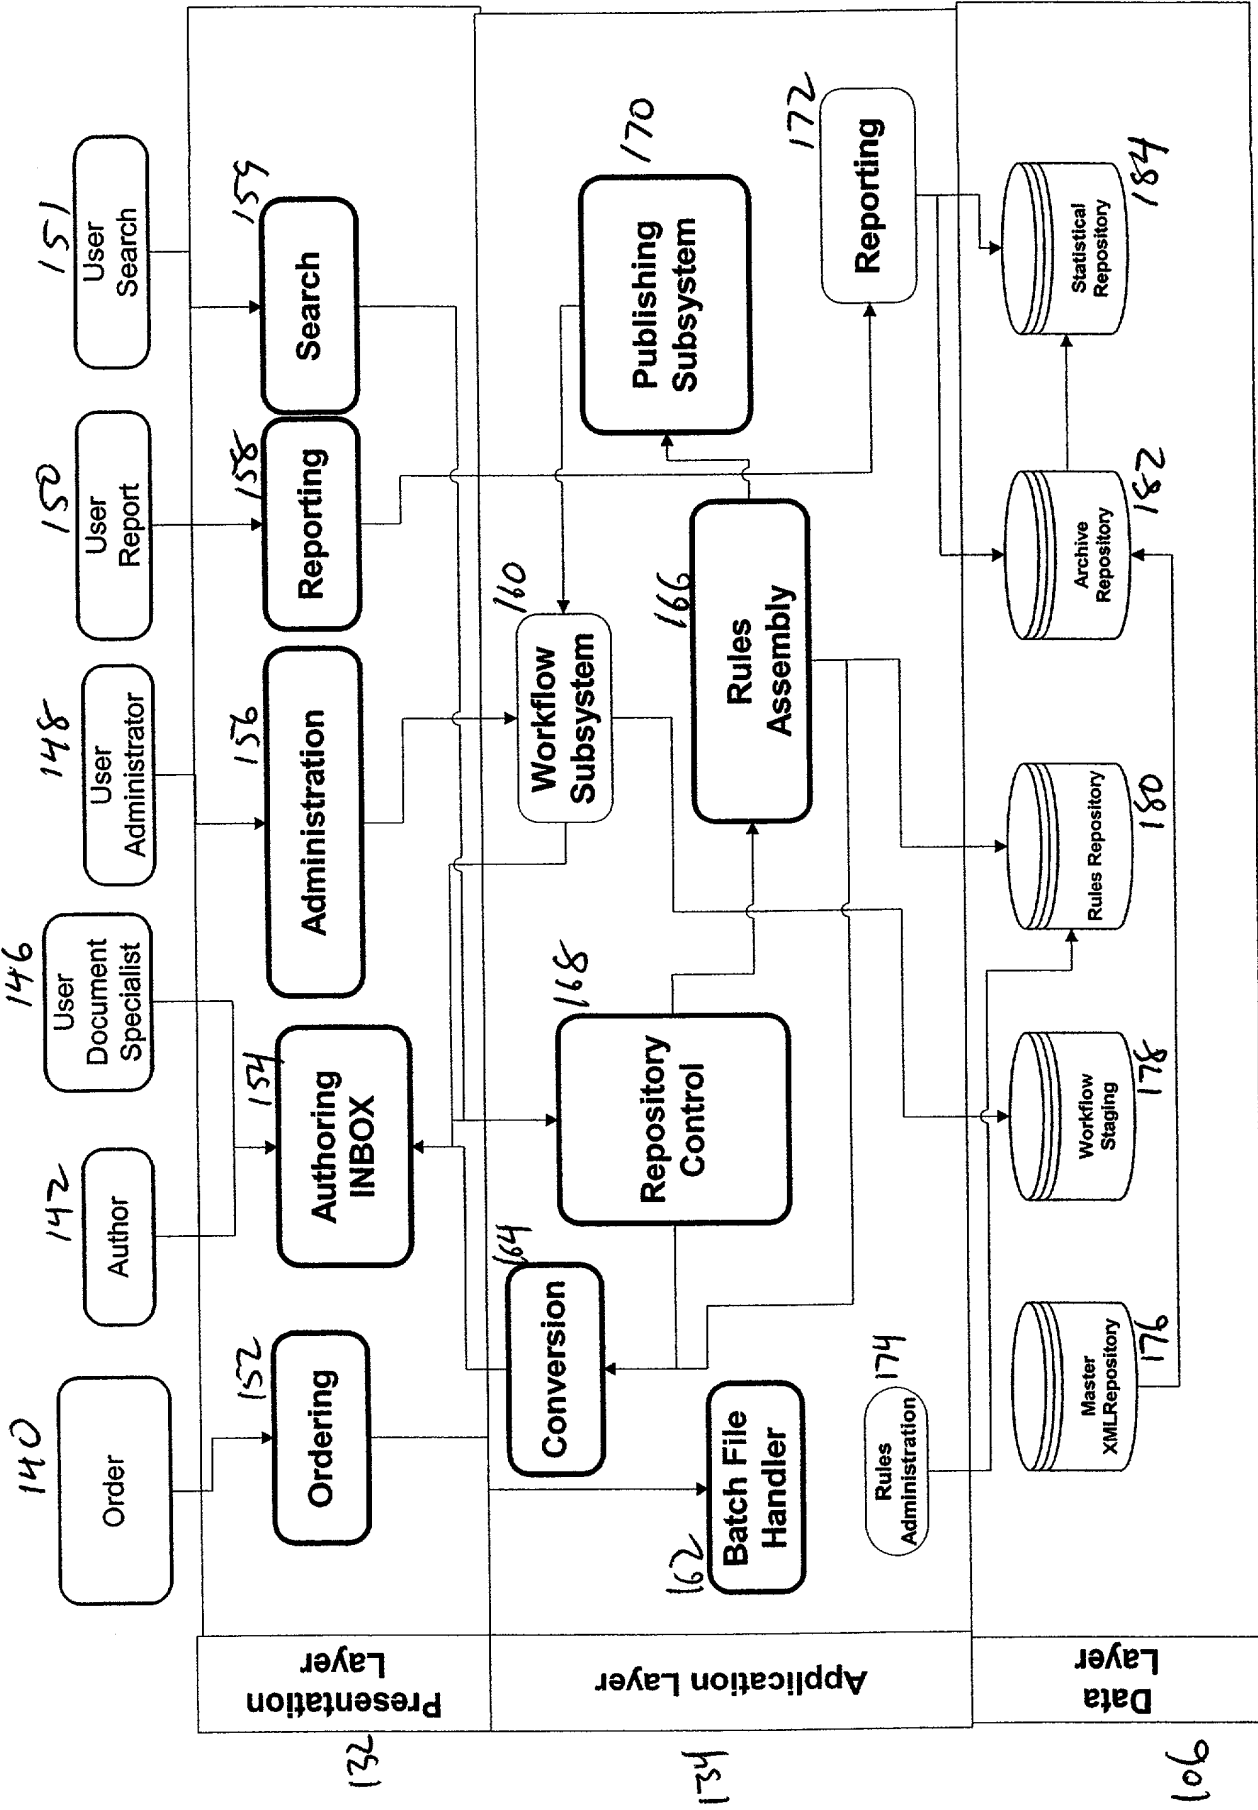 140
Order
142
Author
146
User
Document
Specialist
148
User
Administrator
150
User
Report
151
User
Search
132
Presentation
Layer
152
Ordering
154
Authoring
INBOX
156
Administration
158
Reporting
159
Search
134
Application Layer
164
Conversion
160
Workflow
Subsystem
168
Repository
Control
170
Publishing
Subsystem
162
Batch File
Handler
166
Rules
Assembly
172
Reporting
174
Rules
Administration
106
Data
Layer
Master
XMLRepository
176
Workflow
Staging
178
Rules Repository
180
Archive
Repository
182
Statistical
Repository
184